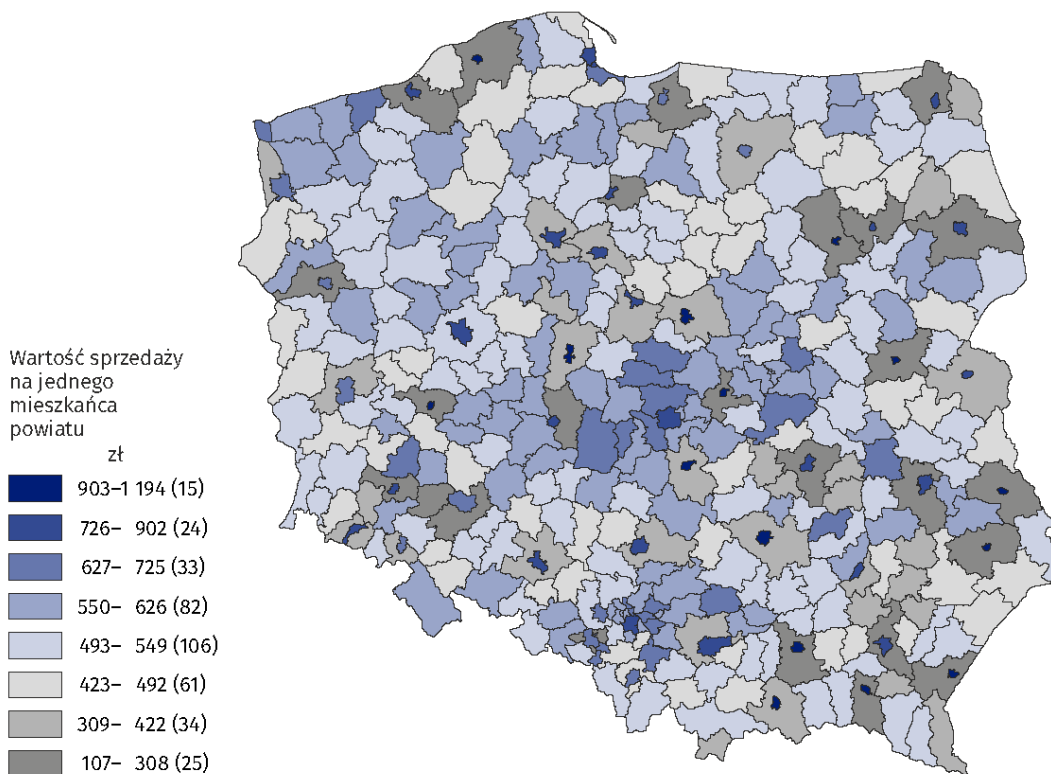 Wartość sprzedaży
na jednego
mieszkańca
powiatu
zł
903–1 194 (15)
726– 902 (24)
627– 725 (33)
550– 626 (82)
493– 549 (106)
423– 492 (61)
309– 422 (34)
107– 308 (25)